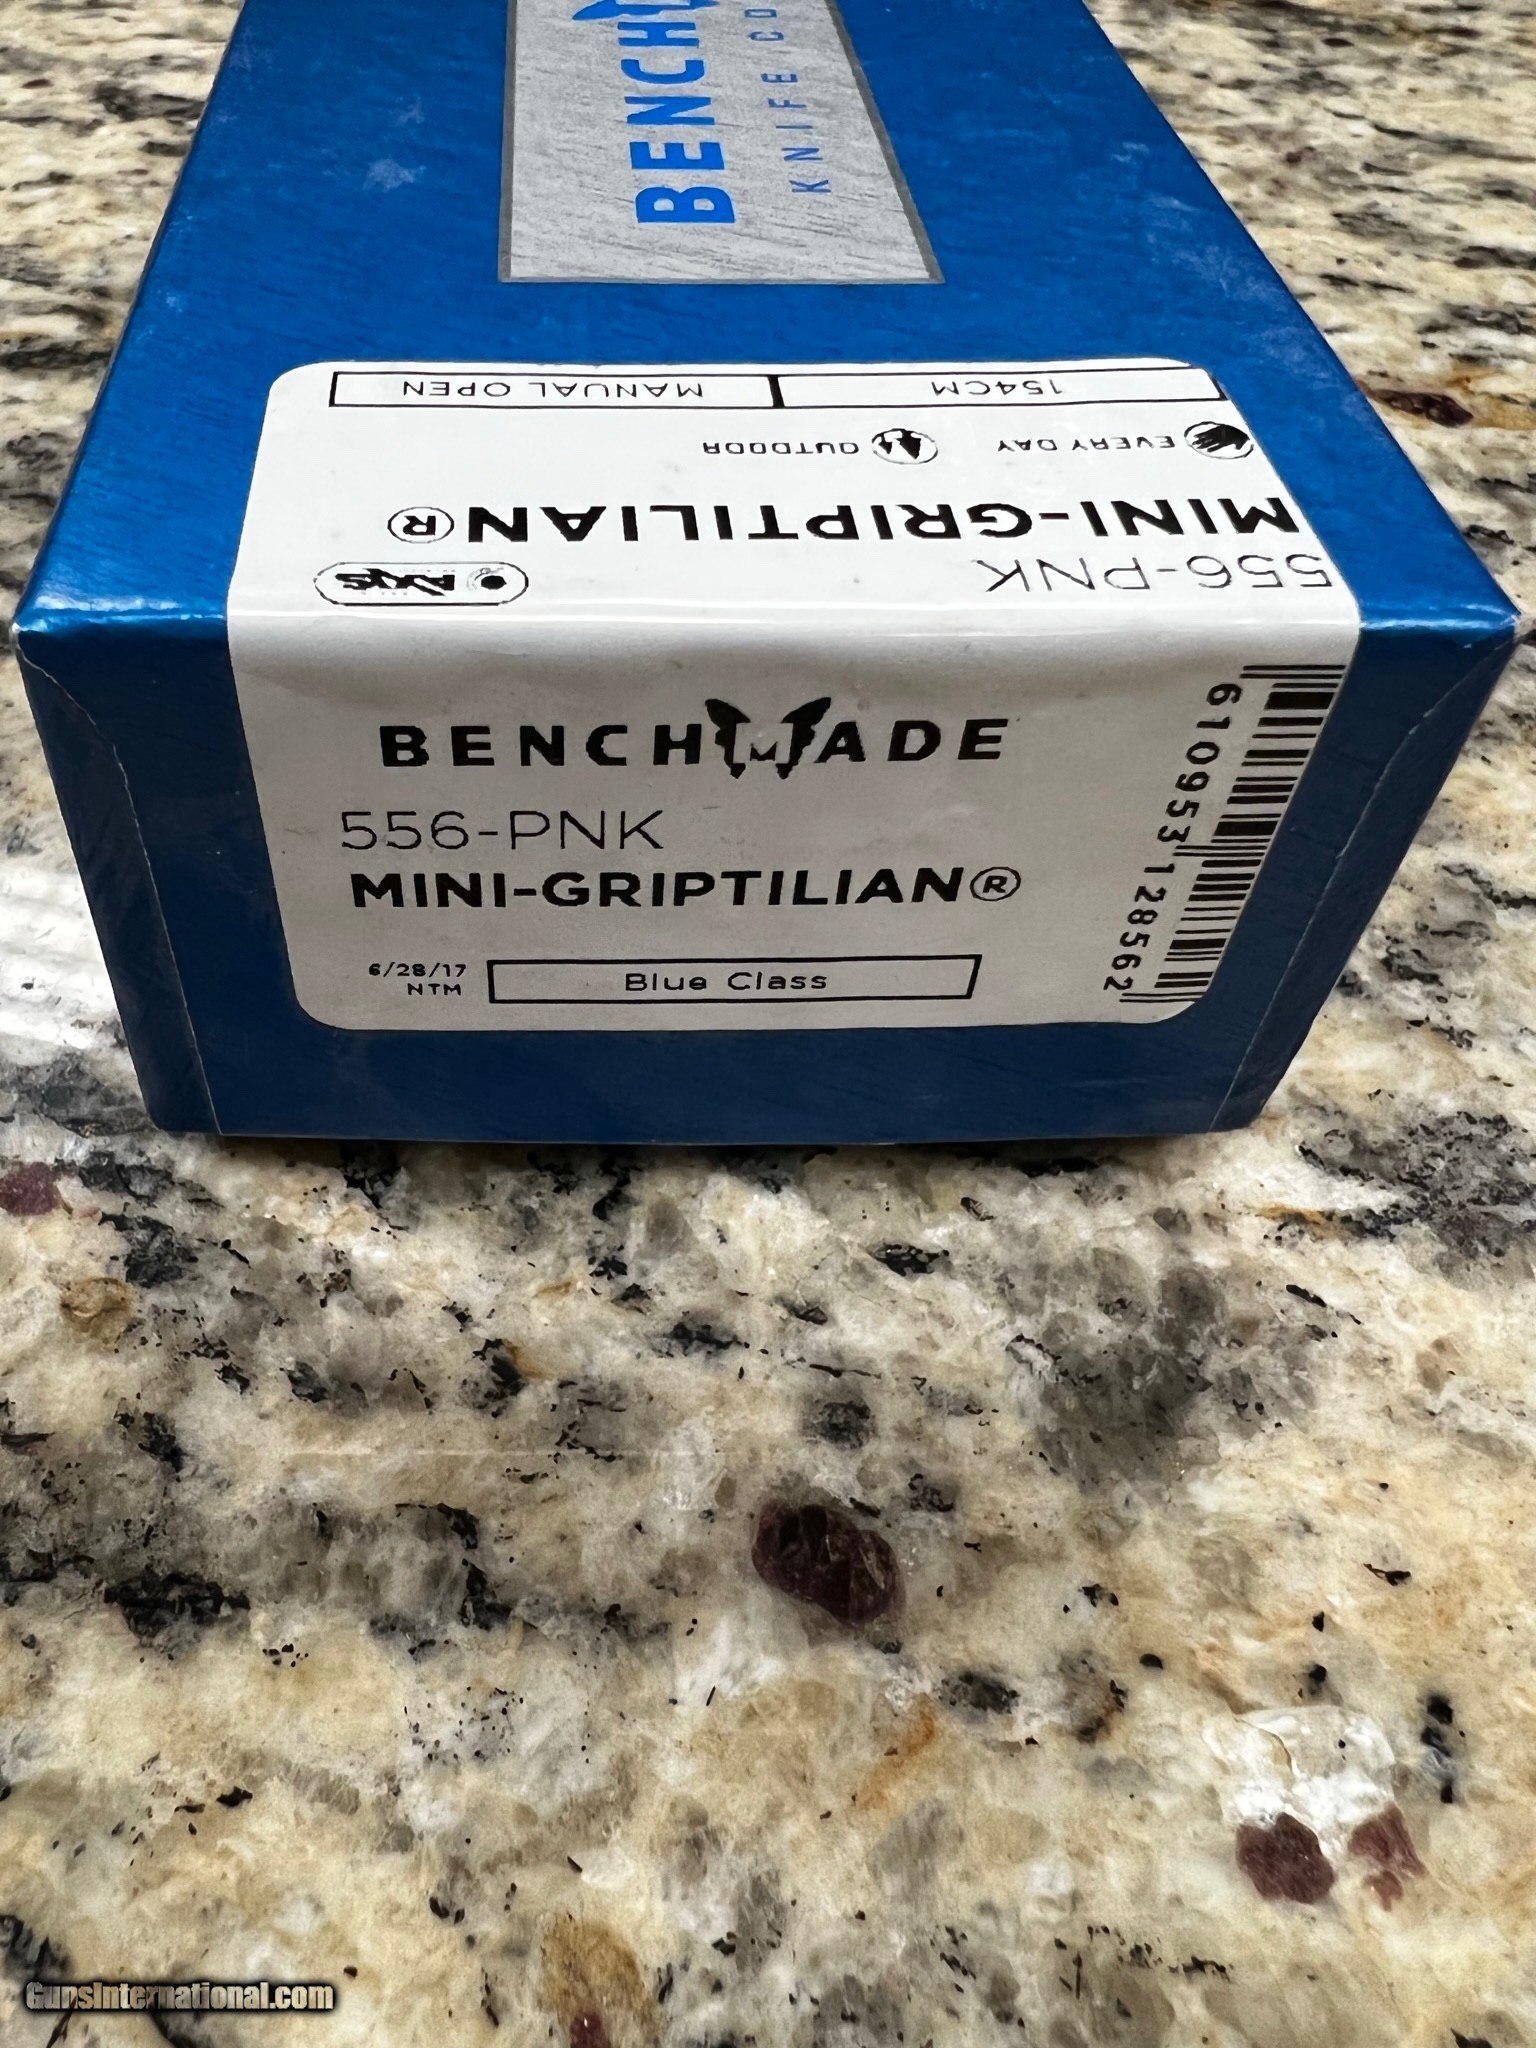 BENCH
KNIFE CO
154CM
MANUAL OPEN
EVERY DAY
OUTDOOR
MINI-GRIPTILIAN®
556-PNK
AXIS
BENCHMADE
556-PNK
MINI-GRIPTILIAN®
6/28/17
NTM
Blue Class
610953128562
GunsInternational.com